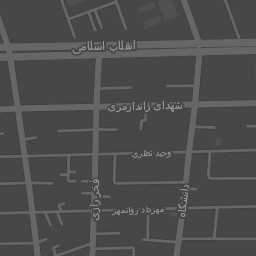 انقلاب اسلامی
شهدای ژاندارمری
وحید نظری
فخر رازی
دانشگاه
مهرداد روانمهر